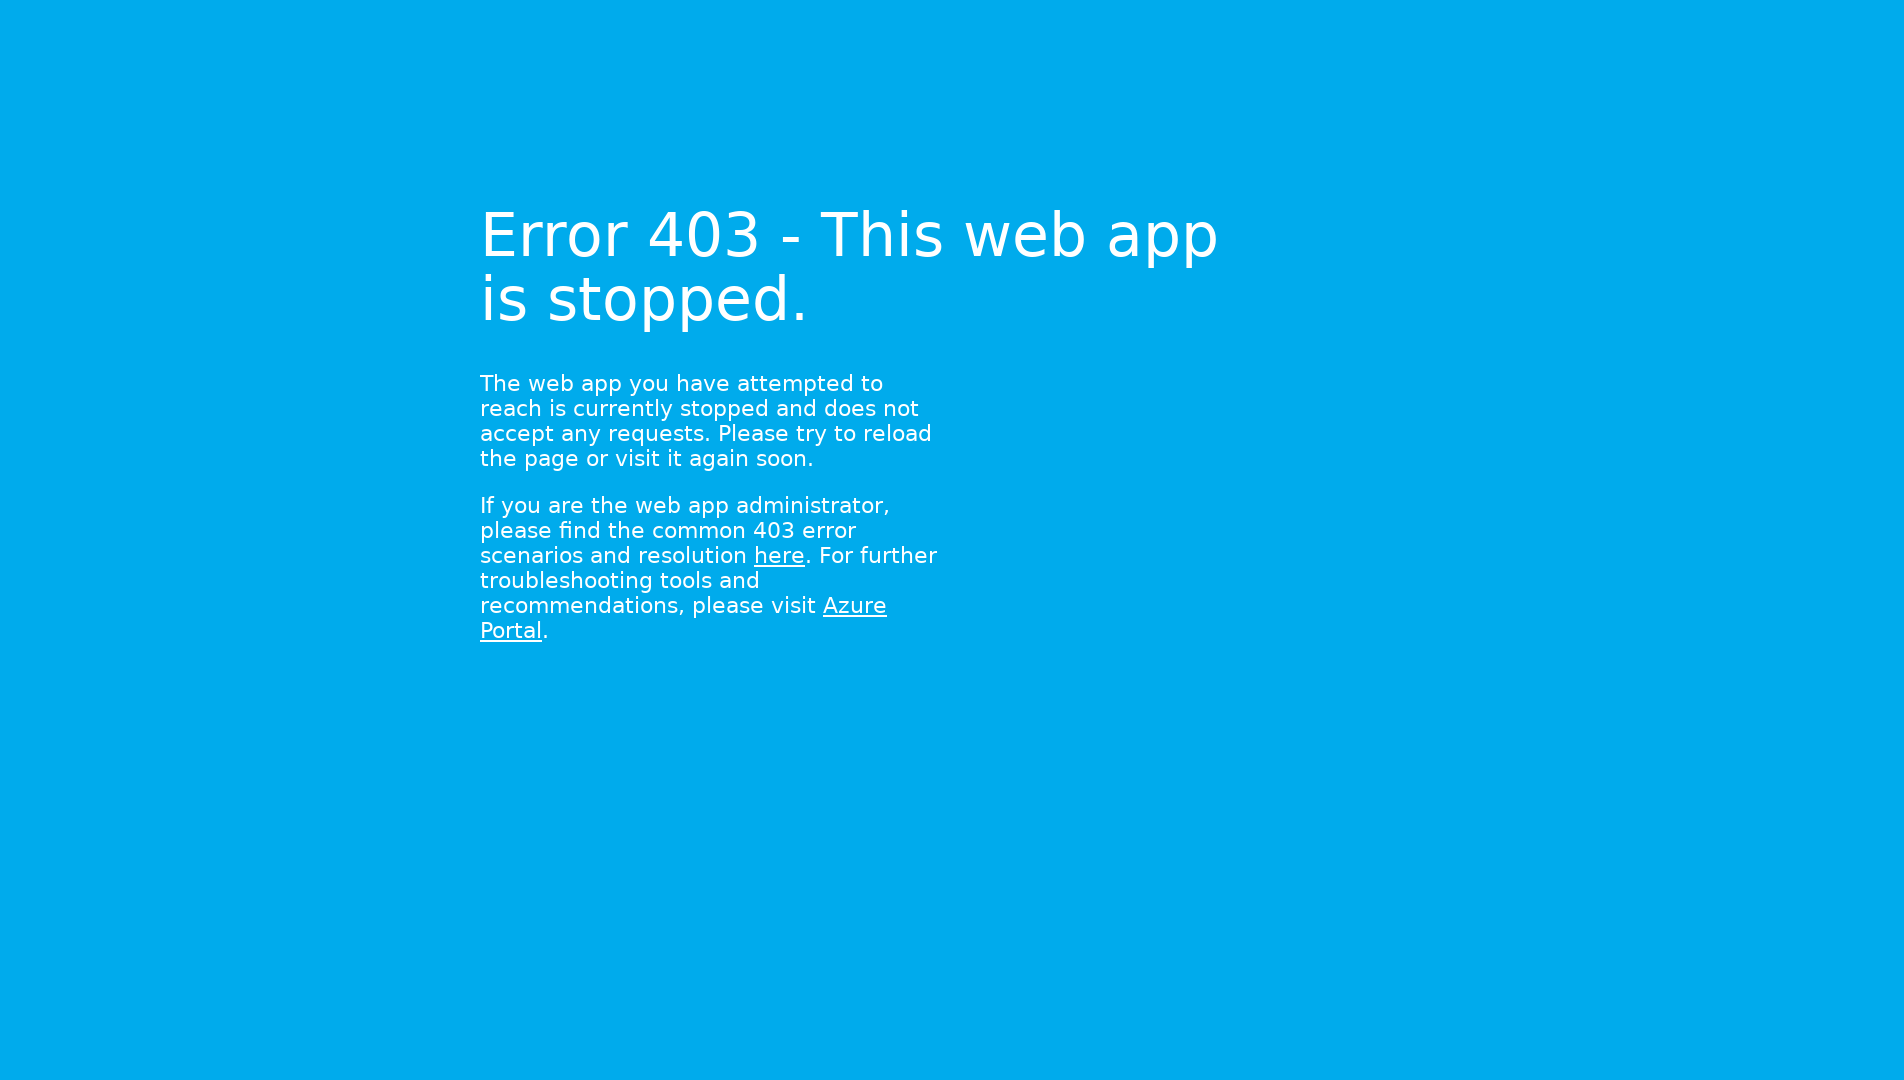 Error 403 - This web app
is stopped.
The web app you have attempted to
reach is currently stopped and does not
accept any requests. Please try to reload
the page or visit it again soon.
If you are the web app administrator,
please find the common 403 error
scenarios and resolution here. For further
troubleshooting tools and
recommendations, please visit Azure
Portal.